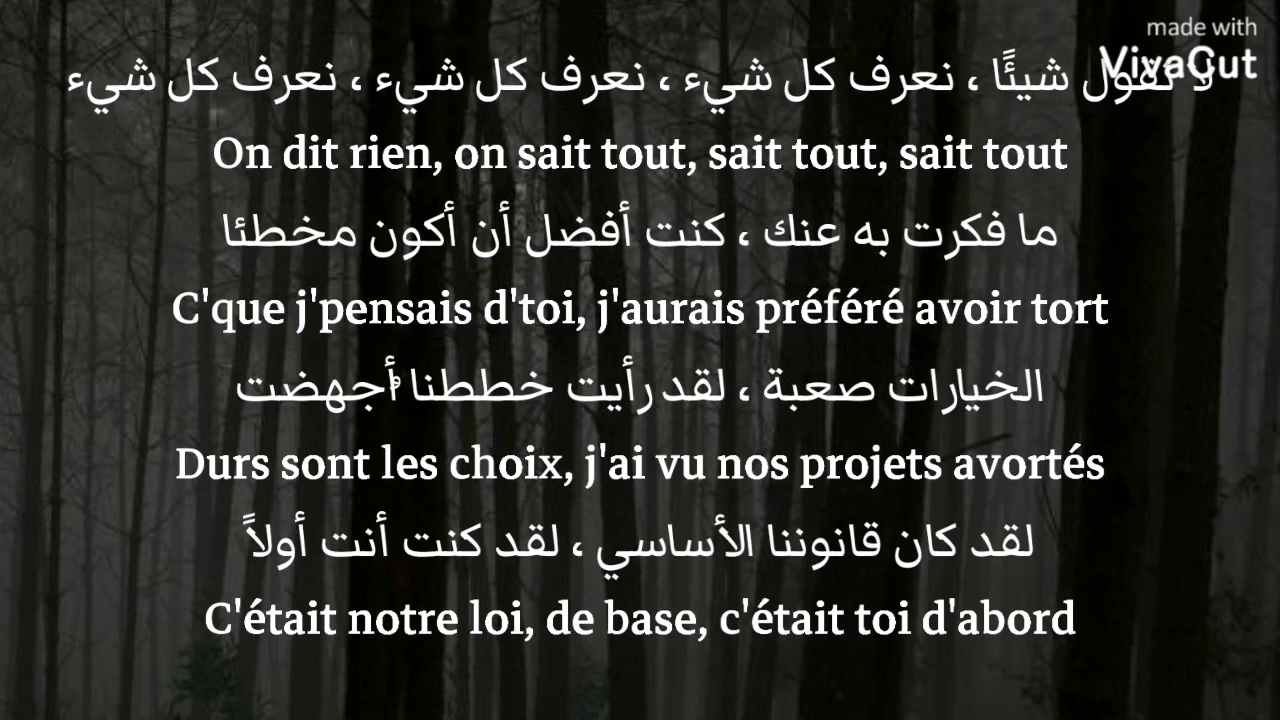 made with
VivaCut
لا نقول شيئًا ، نعرف كل شيء ، نعرف كل شيء ، نعرف كل شيء
On dit rien, on sait tout, sait tout, sait tout
ما فكرت به عنك ، كنت أفضل أن أكون مخطئا
C'que j'pensais d'toi, j'aurais préféré avoir tort
الخيارات صعبة ، لقد رأيت خططنا أُجهضت
Durs sont les choix, j'ai vu nos projets avortés
لقد كان قانوننا الأساسي ، لقد كنت أنت أولاً
C'était notre loi, de base, c'était toi d'abord